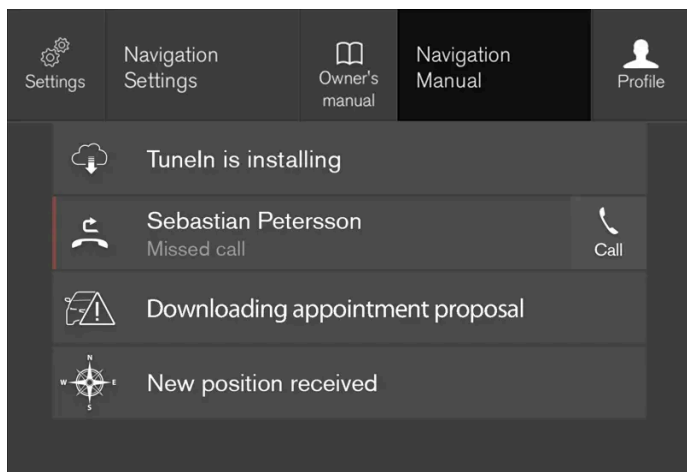 Settings
Navigation
Settings
Owner's
manual
Navigation
Manual
Profile
TuneIn is installing
Sebastian Petersson
Missed call
Call
Downloading appointment proposal
N
W
E
S
New position received